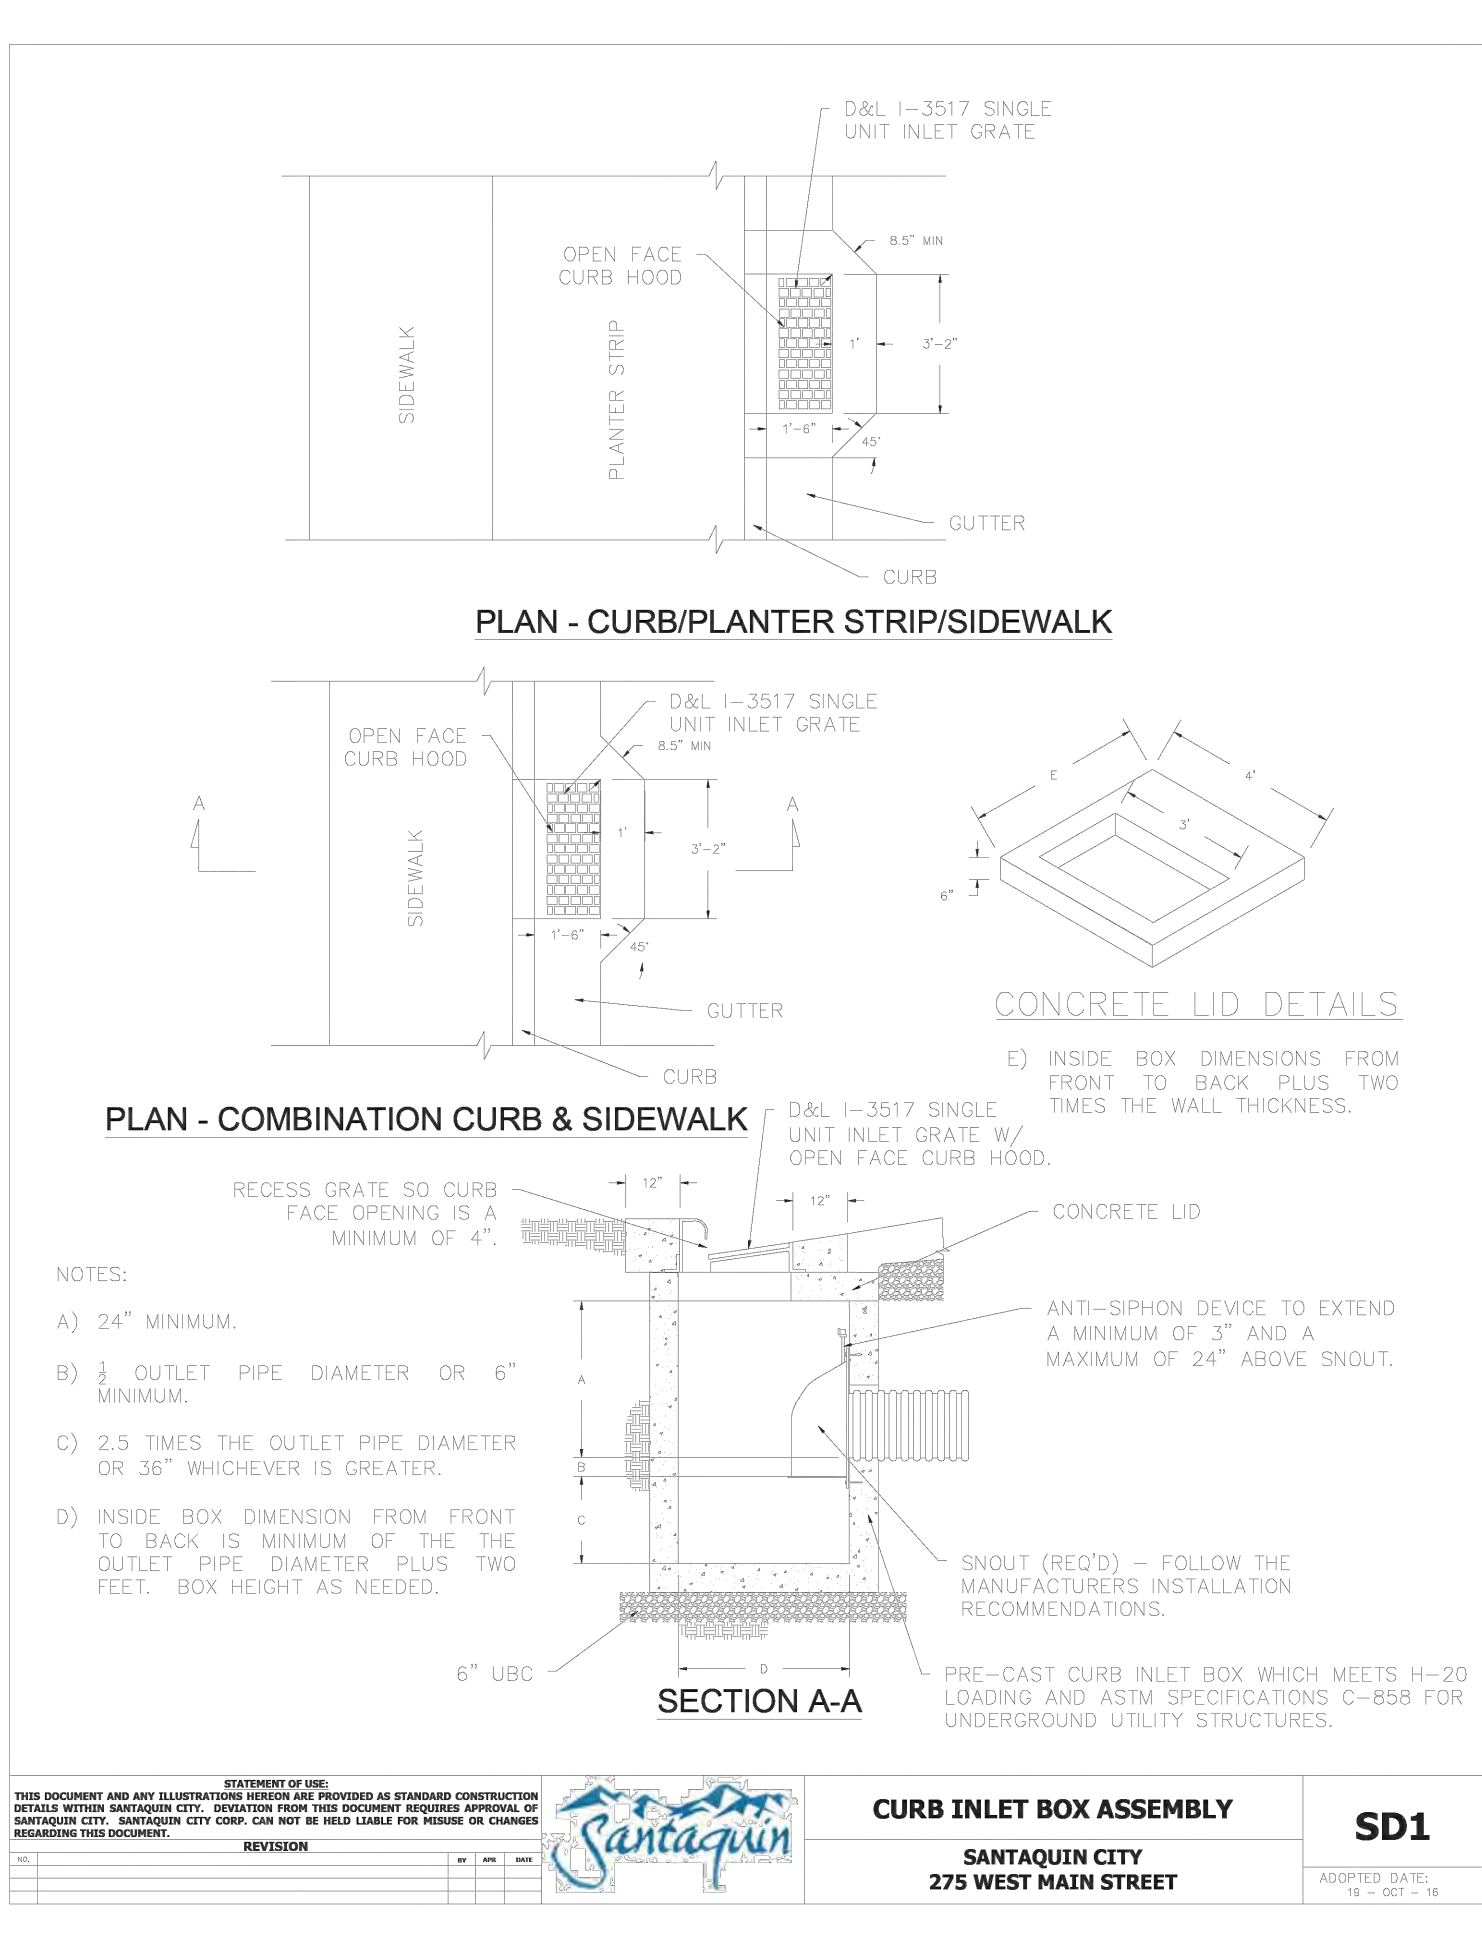 D&L I-3517 SINGLE
UNIT INLET GRATE
8.5" MIN
OPEN FACE
CURB HOOD
SIDEWALK
PLANTER STRIP
1'
3'-2"
1'-6"
45°
GUTTER
CURB
PLAN - CURB/PLANTER STRIP/SIDEWALK
D&L I-3517 SINGLE
UNIT INLET GRATE
8.5" MIN
OPEN FACE
CURB HOOD
A
A
SIDEWALK
1'
3'-2"
1'-6"
45°
GUTTER
CURB
PLAN - COMBINATION CURB & SIDEWALK
E
4'
3'
6"
CONCRETE LID DETAILS
E) INSIDE BOX DIMENSIONS FROM
FRONT TO BACK PLUS TWO
TIMES THE WALL THICKNESS.
D&L I-3517 SINGLE
UNIT INLET GRATE W/
OPEN FACE CURB HOOD.
RECESS GRATE SO CURB
FACE OPENING IS A
MINIMUM OF 4".
12"
12"
CONCRETE LID
NOTES:
A) 24" MINIMUM.
B) 1/2 OUTLET PIPE DIAMETER OR 6"
MINIMUM.
C) 2.5 TIMES THE OUTLET PIPE DIAMETER
OR 36" WHICHEVER IS GREATER.
D) INSIDE BOX DIMENSION FROM FRONT
TO BACK IS MINIMUM OF THE THE
OUTLET PIPE DIAMETER PLUS TWO
FEET. BOX HEIGHT AS NEEDED.
ANTI-SIPHON DEVICE TO EXTEND
A MINIMUM OF 3" AND A
MAXIMUM OF 24" ABOVE SNOUT.
A
B
C
D
SNOUT (REQ'D) - FOLLOW THE
MANUFACTURERS INSTALLATION
RECOMMENDATIONS.
6" UBC
PRE-CAST CURB INLET BOX WHICH MEETS H-20
LOADING AND ASTM SPECIFICATIONS C-858 FOR
UNDERGROUND UTILITY STRUCTURES.
SECTION A-A
STATEMENT OF USE:
THIS DOCUMENT AND ANY ILLUSTRATIONS HEREON ARE PROVIDED AS STANDARD CONSTRUCTION
DETAILS WITHIN SANTAQUIN CITY. DEVIATION FROM THIS DOCUMENT REQUIRES APPROVAL OF
SANTAQUIN CITY. SANTAQUIN CITY CORP. CAN NOT BE HELD LIABLE FOR MISUSE OR CHANGES
REGARDING THIS DOCUMENT.
REVISION
NO.
BY
APR
DATE
Santaquin
CURB INLET BOX ASSEMBLY
SANTAQUIN CITY
275 WEST MAIN STREET
SD1
ADOPTED DATE:
19 - OCT - 16